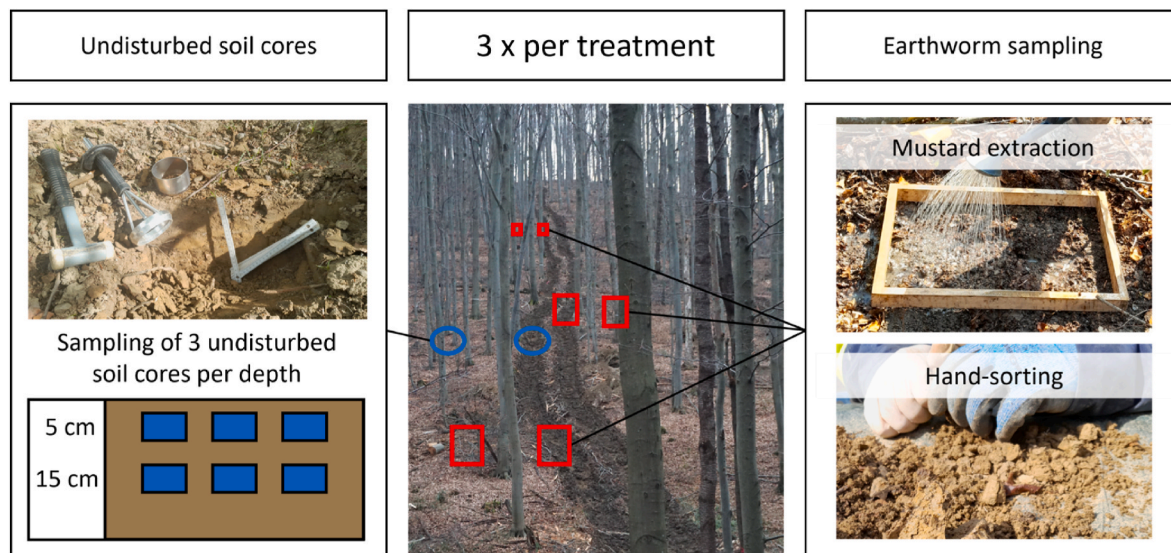 Undisturbed soil cores
3 x per treatment
Earthworm sampling
Sampling of 3 undisturbed
soil cores per depth
5 cm
15 cm
Mustard extraction
Hand-sorting